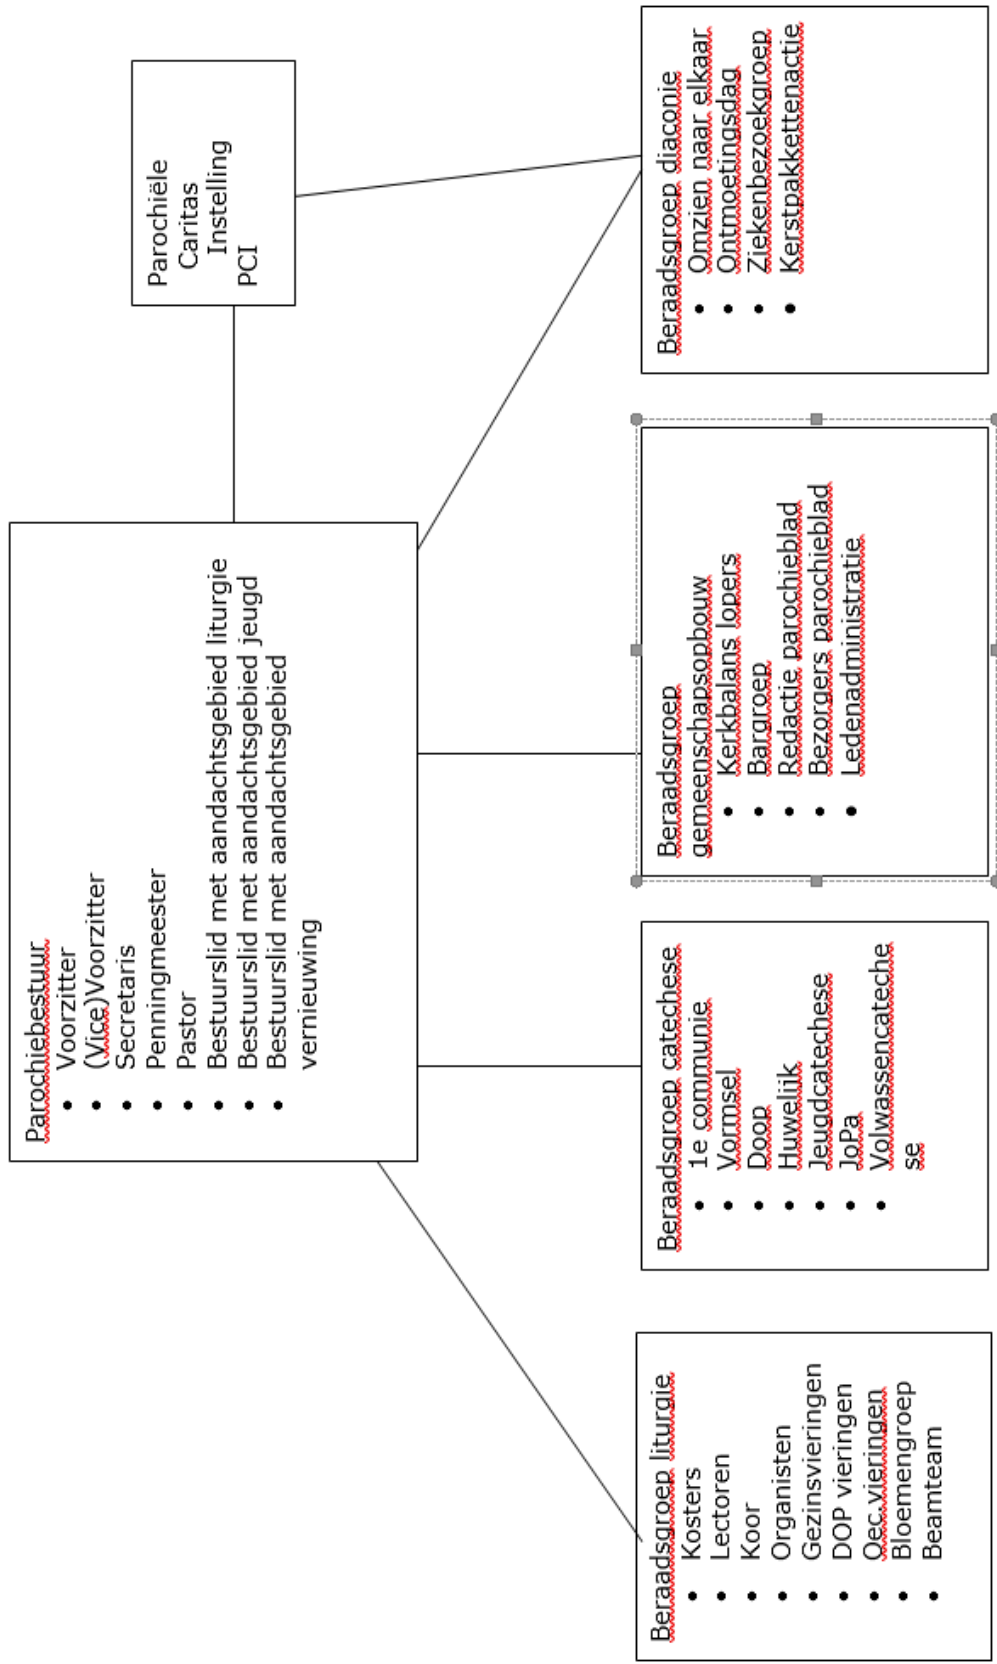 Parochiebestuur
• Voorzitter
• (Vice)Voorzitter
• Secretaris
• Penningmeester
• Pastor
• Bestuurslid met aandachtsgebied liturgie
• Bestuurslid met aandachtsgebied jeugd
• Bestuurslid met aandachtsgebied
vernieuwing
Parochiële
Caritas
Instelling
PCI
Beraadsgroep liturgie
• Kosters
• Lectoren
• Koor
• Organisten
• Gezinsvieringen
• DOP vieringen
• Oec.vieringen
• Bloemengroep
• Beamteam
Beraadsgroep catechese
• 1e communie
• Vormsel
• Doop
• Huwelijk
• Jeugdcatechese
• JoPa
• Volwassencateche
se
Beraadsgroep
gemeenschapsopbouw
• Kerkbalans lopers
• Bargroep
• Redactie parochieblad
• Bezorgers parochieblad
• Ledenadministratie
Beraadsgroep diaconie
• Omzien naar elkaar
• Ontmoetingsdag
• Ziekenbezoekgroep
• Kerstpakkettenactie